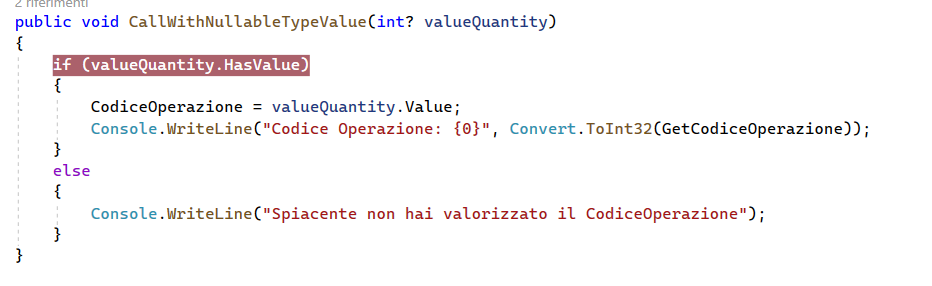 2 riferimenti
public void CallWithNullableTypeValue(int? valueQuantity)
{
if (valueQuantity.HasValue)
{
CodiceOperazione = valueQuantity.Value;
Console.WriteLine("Codice Operazione: {0}", Convert.ToInt32(GetCodiceOperazione));
}
else
{
Console.WriteLine("Spiacente non hai valorizzato il CodiceOperazione");
}
}